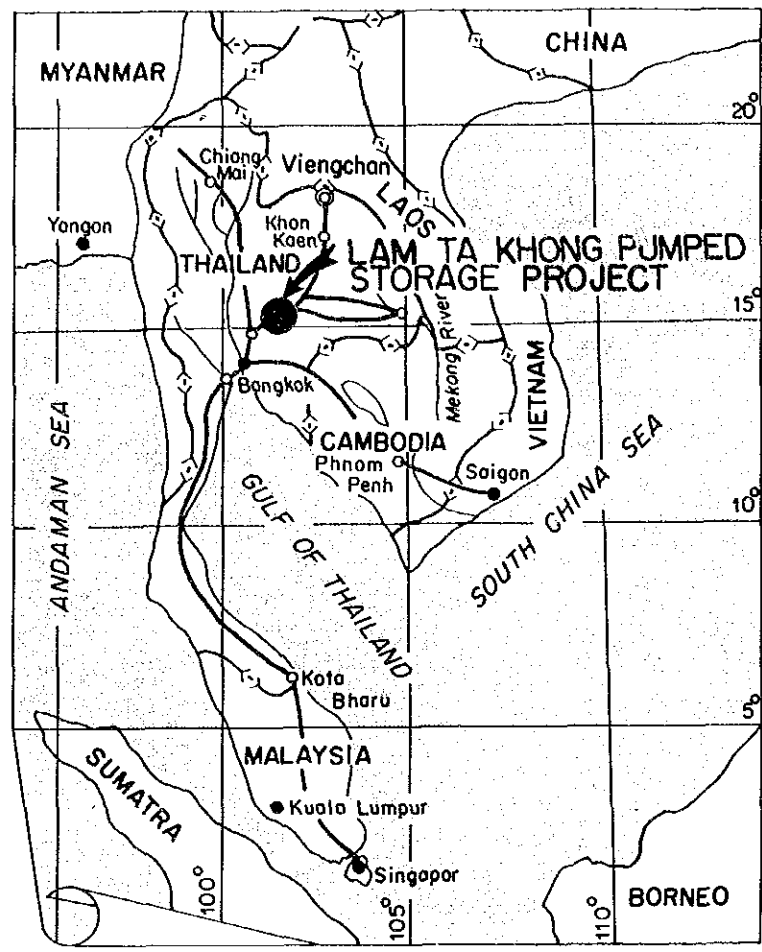 CHINA
MYANMAR
20°
Chiang
Mai
Viengchan
LAOS
Yangon
Khon
Kaen
THAILAND
LAM TA KHONG PUMPED
STORAGE PROJECT
15°
Mekong River
Bangkok
VIETNAM
CAMBODIA
Phnom
Penh
Saigon
ANDAMAN SEA
GULF OF THAILAND
SOUTH CHINA SEA
10°
Kota
Bharu
5°
MALAYSIA
SUMATRA
Kuala Lumpur
Singapor
BORNEO
100°
105°
110°